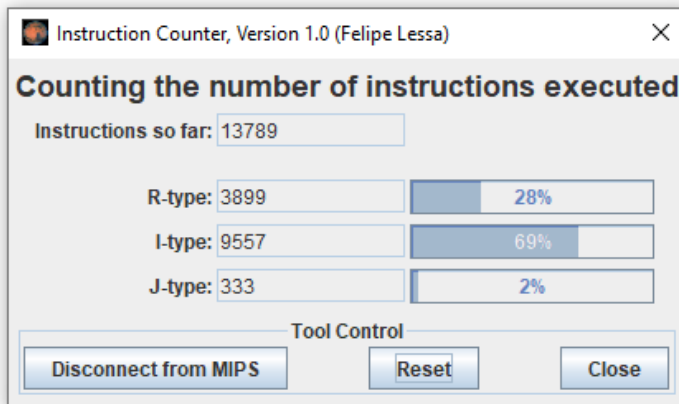 Instruction Counter, Version 1.0 (Felipe Lessa)
Counting the number of instructions executed
Instructions so far: 13789
R-type: 3899 28%
I-type: 9557 69%
J-type: 333 2%
Tool Control
Disconnect from MIPS Reset Close